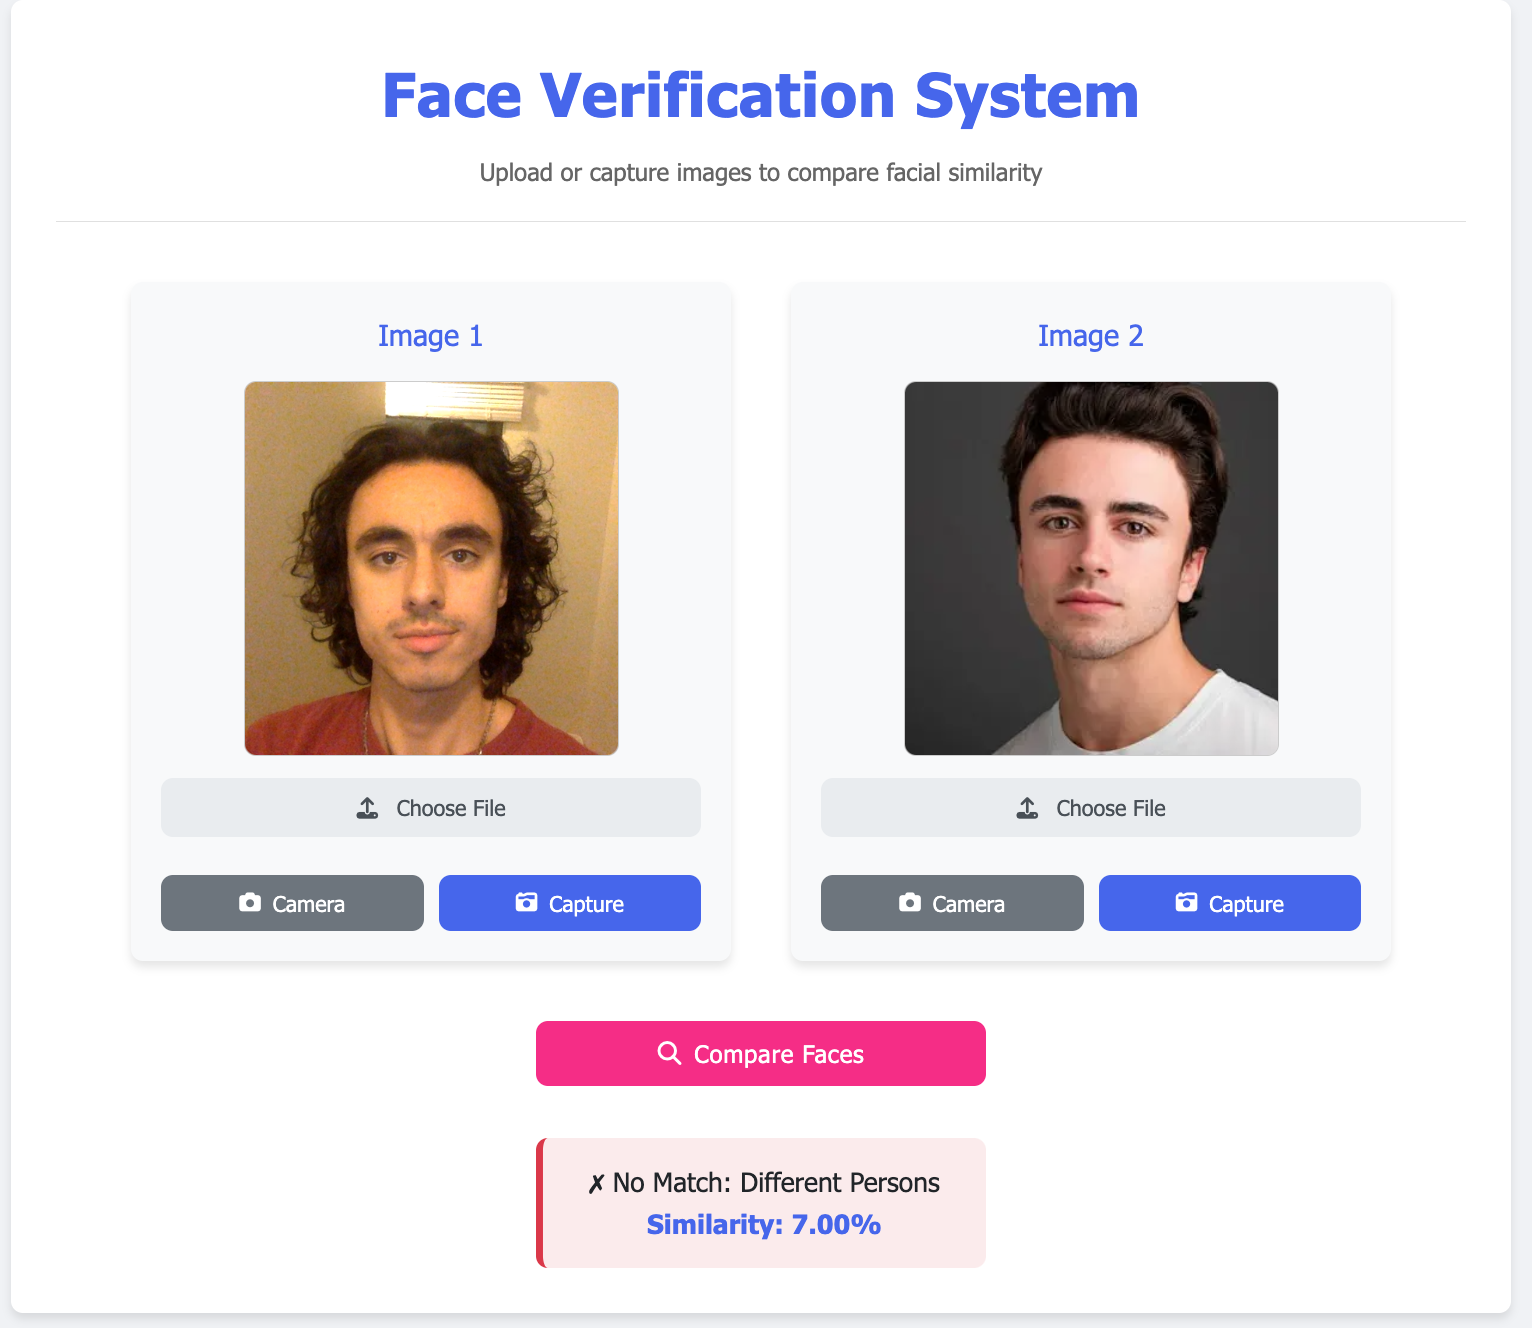 Face Verification System
Upload or capture images to compare facial similarity
Image 1
Image 2
Choose File
Choose File
Camera
Capture
Camera
Capture
Compare Faces
✗ No Match: Different Persons
Similarity: 7.00%